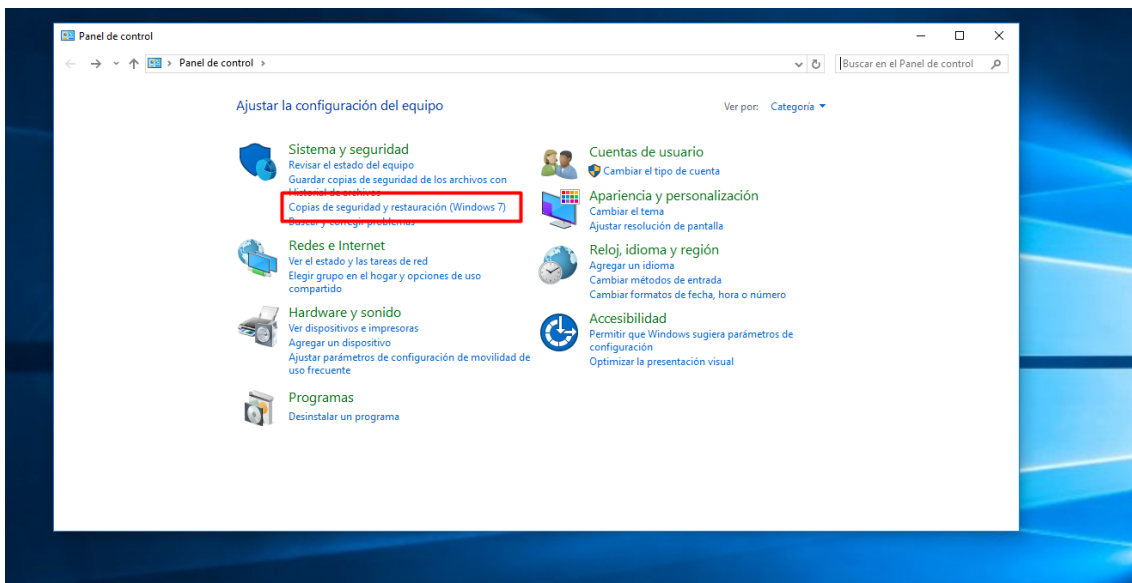 Panel de control
Panel de control
Buscar en el Panel de control
Ajustar la configuración del equipo
Ver por: Categoría
Sistema y seguridad
Revisar el estado del equipo
Guardar copias de seguridad de los archivos con
Historial de archivos
Copias de seguridad y restauración (Windows 7)
Buscar y corregir problemas
Redes e Internet
Ver el estado y las tareas de red
Elegir grupo en el hogar y opciones de uso
compartido
Hardware y sonido
Ver dispositivos e impresoras
Agregar un dispositivo
Ajustar parámetros de configuración de movilidad de
uso frecuente
Programas
Desinstalar un programa
Cuentas de usuario
Cambiar el tipo de cuenta
Apariencia y personalización
Cambiar el tema
Ajustar resolución de pantalla
Reloj, idioma y región
Agregar un idioma
Cambiar métodos de entrada
Cambiar formatos de fecha, hora o número
Accesibilidad
Permitir que Windows sugiera parámetros de
configuración
Optimizar la presentación visual